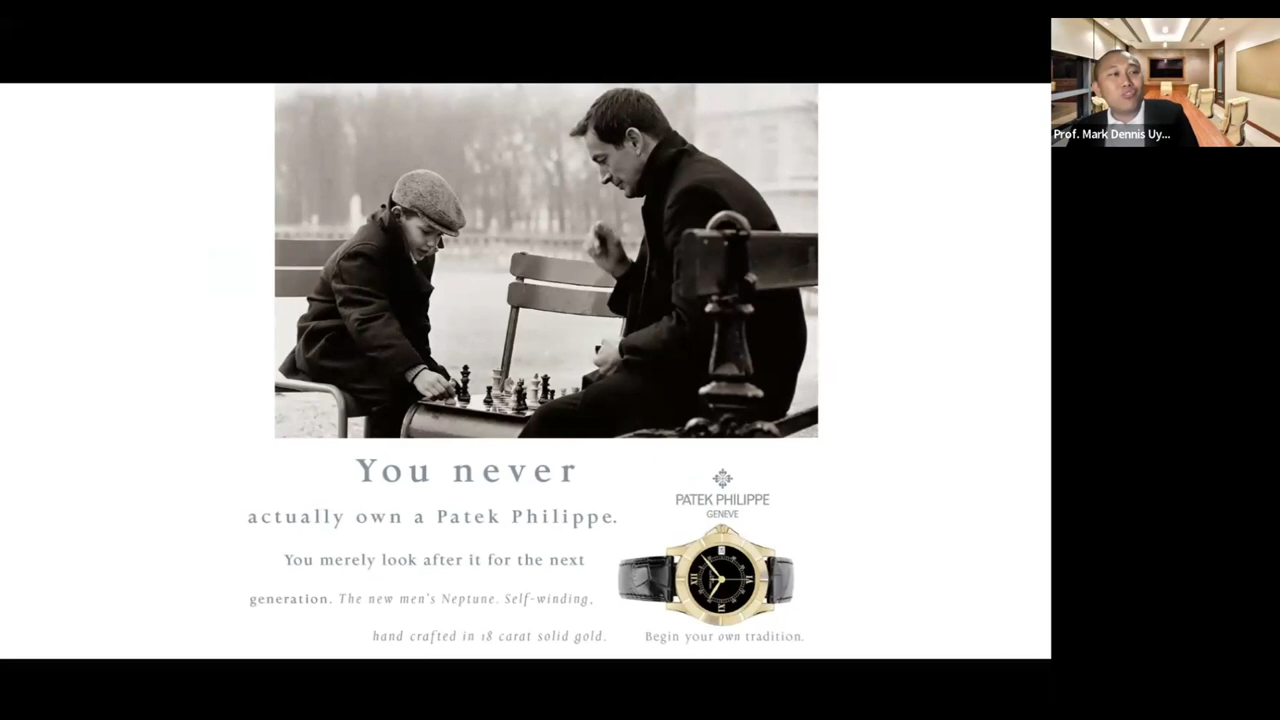 Prof. Mark Dennis Uy...
You never
actually own a Patek Philippe.
You merely look after it for the next
generation. The new men's Neptune. Self-winding,
hand crafted in 18 carat solid gold.
PATEK PHILIPPE
GENEVE
Begin your own tradition.